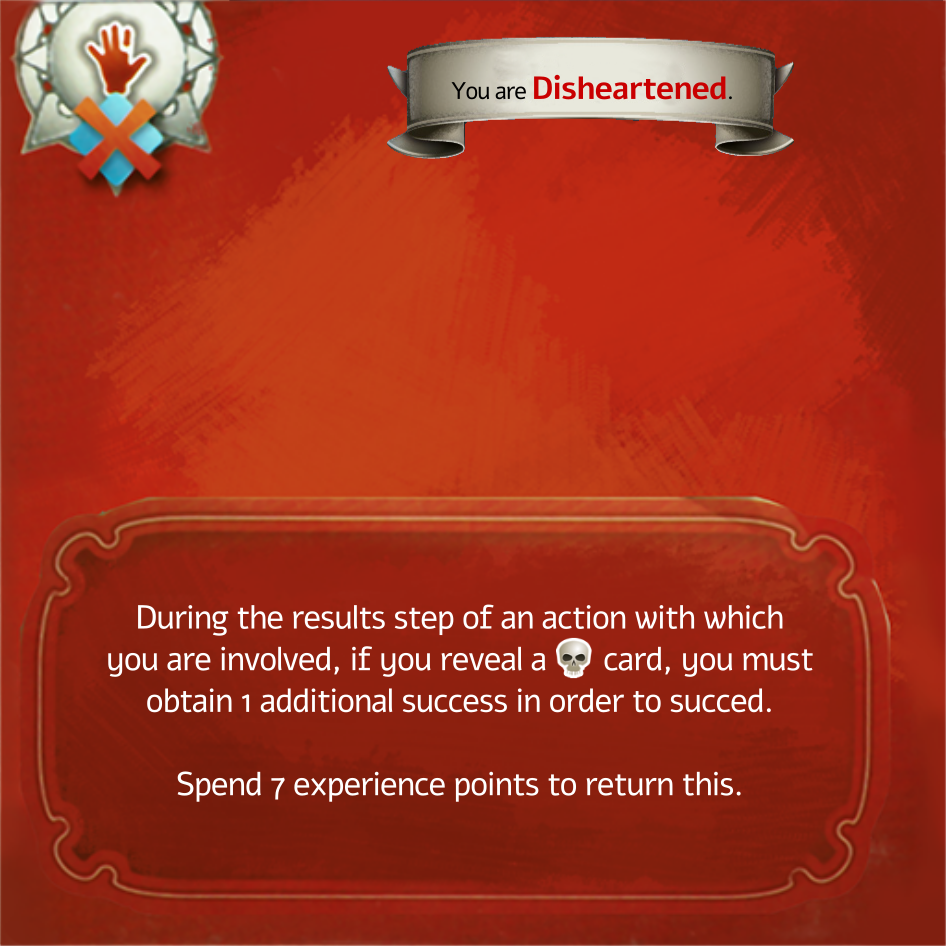 You are Disheartened.
During the results step of an action with which
you are involved, if you reveal a card, you must
obtain 1 additional success in order to succed.
Spend 7 experience points to return this.